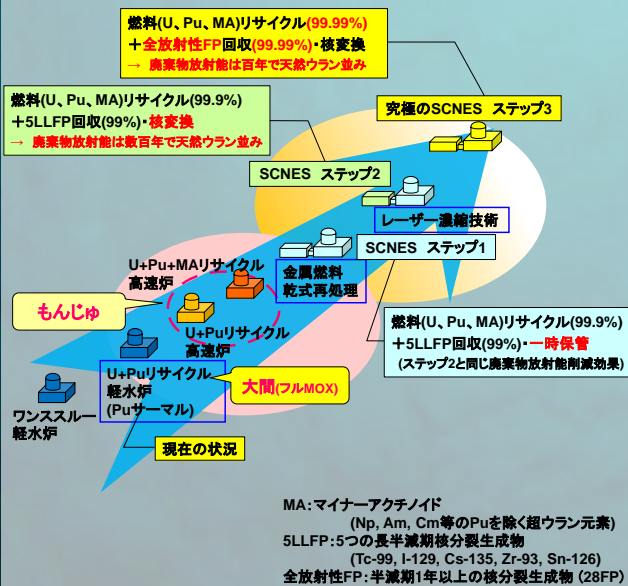 燃料(U、Pu、MA)リサイクル(99.99%)
＋全放射性FP回収(99.99%)・核変換
→ 廃棄物放射能は百年で天然ウラン並み
燃料(U、Pu、MA)リサイクル(99.9%)
＋5LLFP回収(99%)・核変換
→ 廃棄物放射能は数百年で天然ウラン並み
究極のSCNES ステップ3
SCNES ステップ2
レーザー濃縮技術
SCNES ステップ1
金属燃料
乾式再処理
U+Pu+MAリサイクル
高速炉
もんじゅ
U+Puリサイクル
高速炉
燃料(U、Pu、MA)リサイクル(99.9%)
＋5LLFP回収(99%)・一時保管
(ステップ2と同じ廃棄物放射能削減効果)
U+Puリサイクル
軽水炉
(Puサーマル)
大間(フルMOX)
ワンススルー
軽水炉
現在の状況
MA：マイナーアクチノイド
(Np, Am, Cm等のPuを除く超ウラン元素)
5LLFP：5つの長半減期核分裂生成物
(Tc-99, I-129, Cs-135, Zr-93, Sn-126)
全放射性FP：半減期1年以上の核分裂生成物 (28FP)